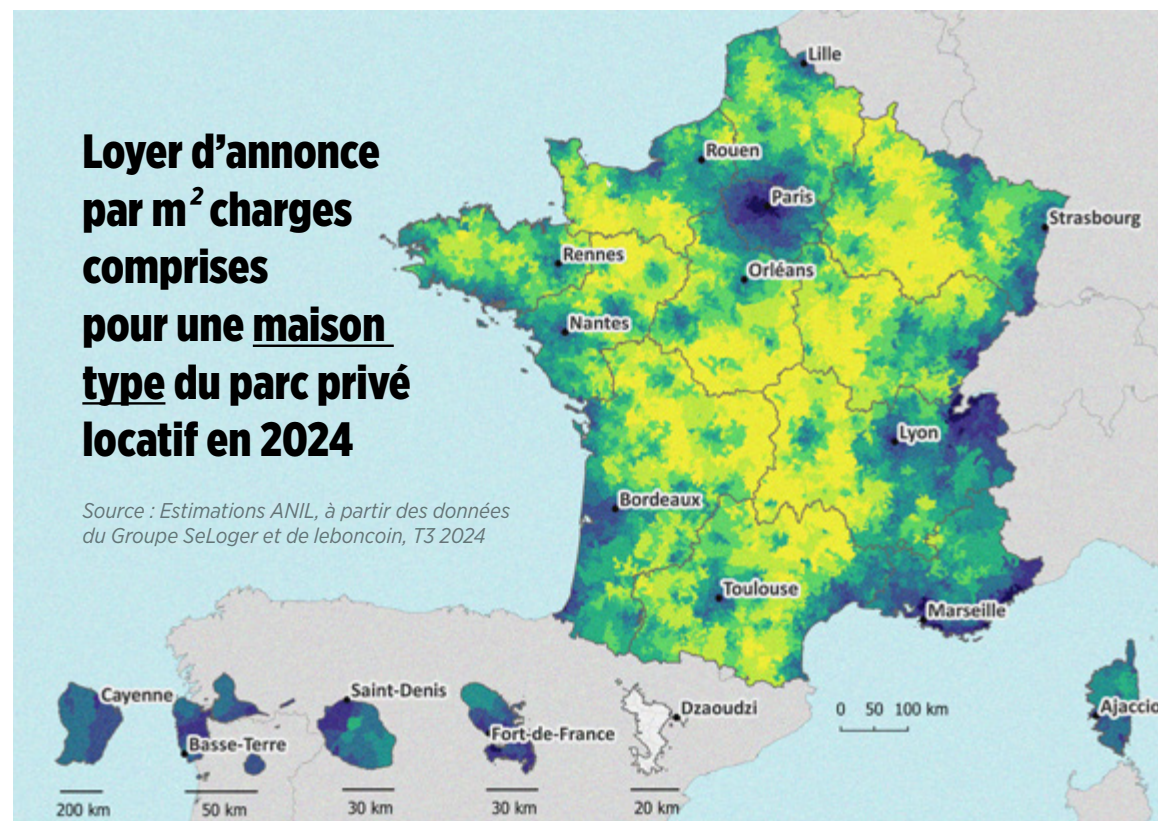 Loyer d’annonce
par m² charges
comprises
pour une maison
type du parc privé
locatif en 2024
Source : Estimations ANIL, à partir des données
du Groupe SeLoger et de leboncoin, T3 2024
Lille
Rouen
Paris
Strasbourg
Rennes
Orléans
Nantes
Lyon
Bordeaux
Toulouse
Marseille
Ajaccio
Cayenne
Basse-Terre
Saint-Denis
Fort-de-France
Dzaoudzi
0 50 100 km
200 km
50 km
30 km
30 km
20 km